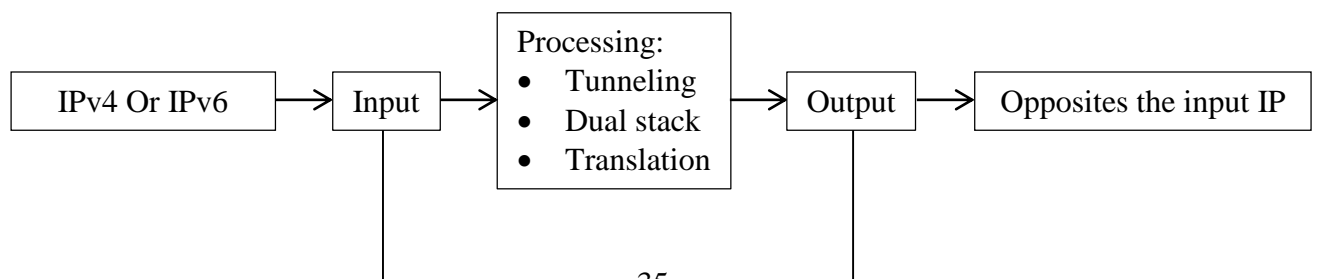 IPv4 Or IPv6
Input
Processing:
• Tunneling
• Dual stack
• Translation
Output
Opposites the input IP
35